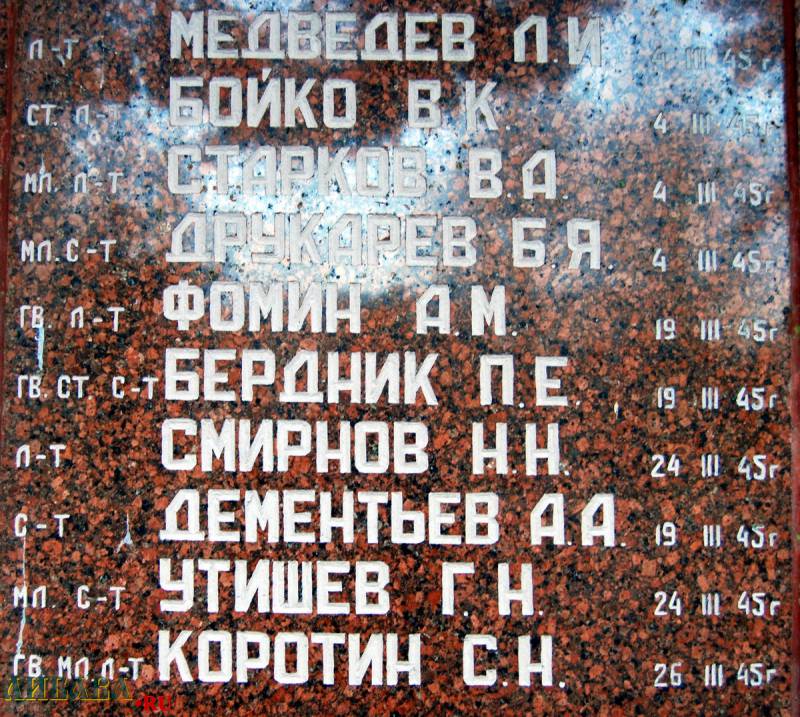 Л-Т МЕДВЕДЕВ Л.И 4 III 45г
СТ. Л-Т БОЙКО В.К. 4 III 45г.
МЛ. Л-Т СТАРКОВ В.А. 4 III 45г
МЛ. С-Т ДРУКАРЕВ Б.Я. 4 III 45г.
ГВ. Л-Т ФОМИН А.М. 19 III 45г
ГВ. СТ. С-Т БЕРДНИК П.Е. 19 III 45г.
Л-Т СМИРНОВ Н.Н. 24 III 45г
С-Т ДЕМЕНТЬЕВ А.А. 19 III 45г.
МЛ. С-Т УТИШЕВ Г.Н. 24 III 45г
ГВ. МЛ Л-Т КОРОТИН С.Н. 26 III 45г
ЛИБАВА.RU